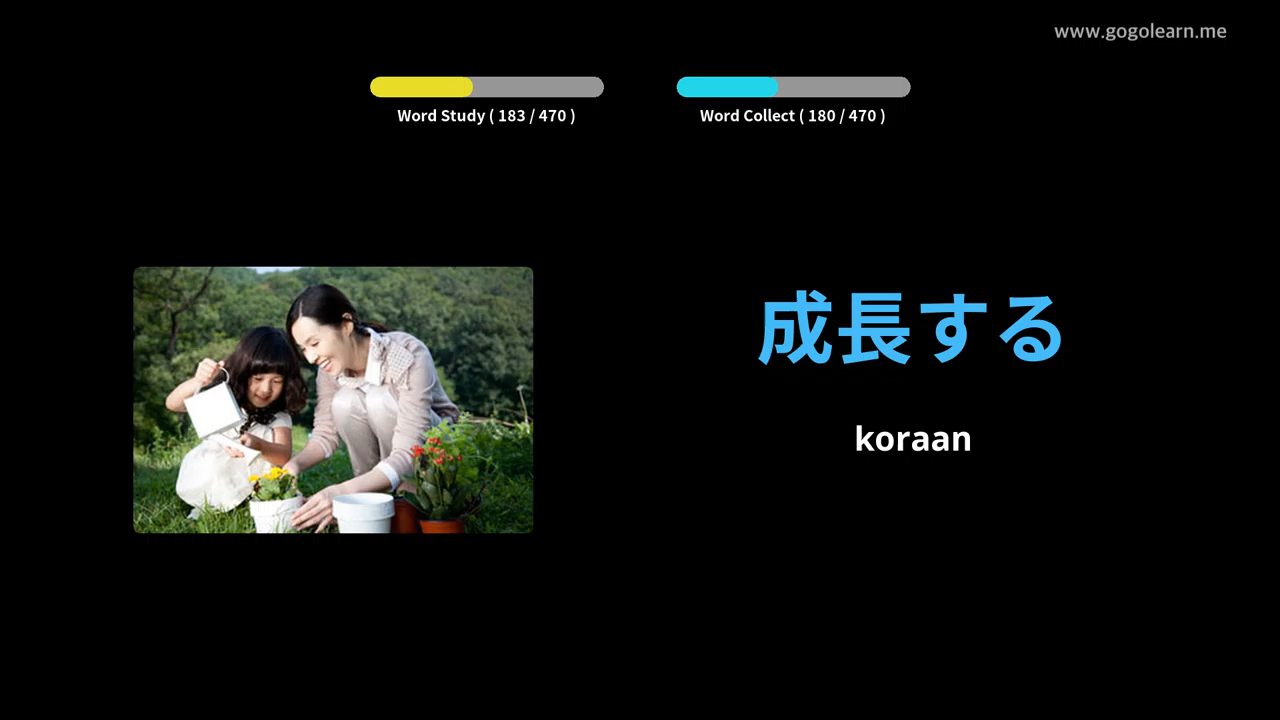 www.gogolearn.me
Word Study ( 183 / 470 )
Word Collect ( 180 / 470 )
成長する
koraan